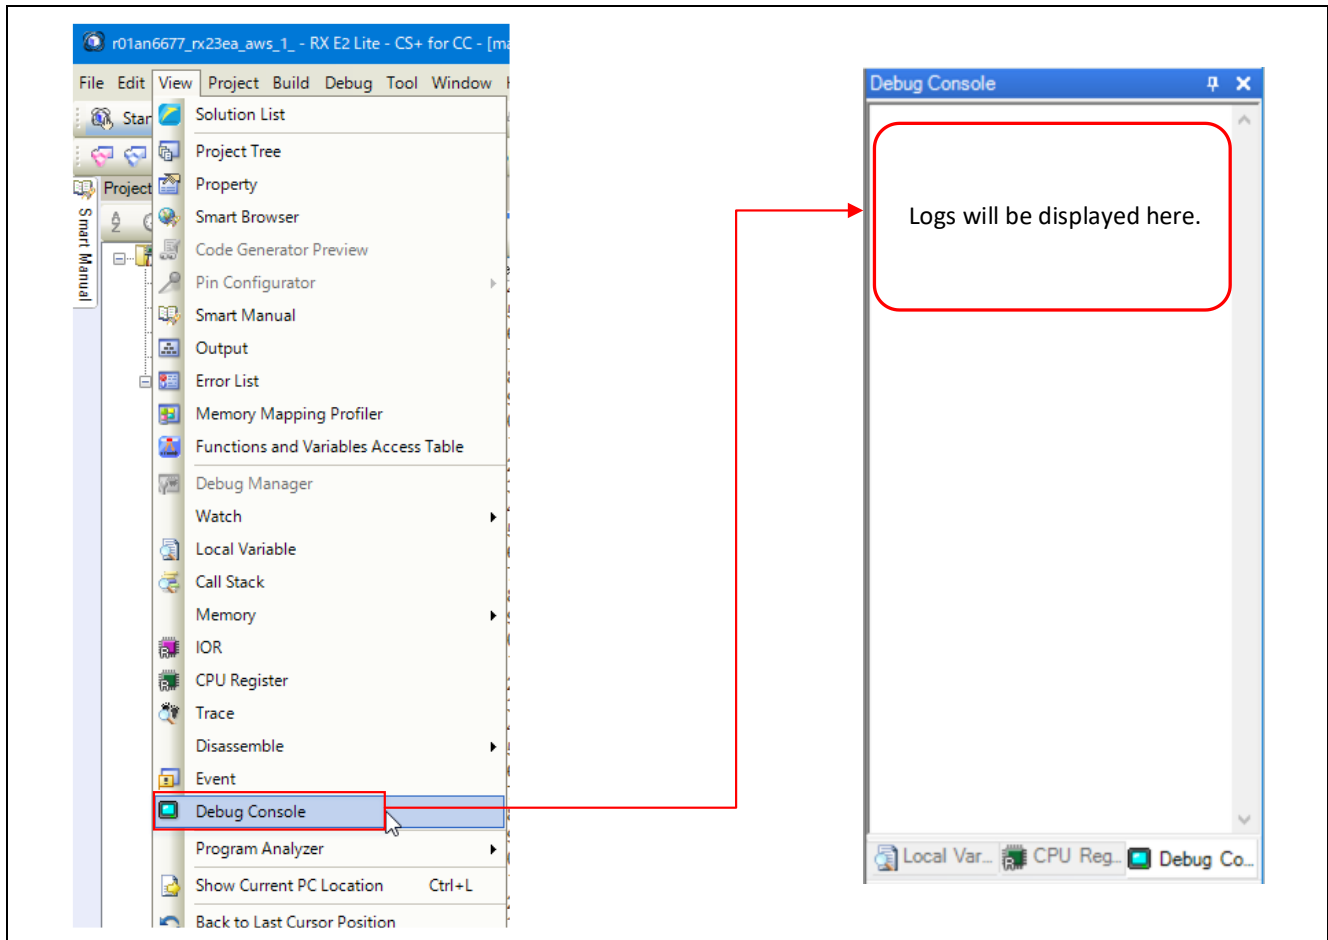 r01an6677_rx23ea_aws_1_ - RX E2 Lite - CS+ for CC - [ma
File Edit View Project Build Debug Tool Window
Star
Project
Smart Manual
Solution List
Project Tree
Property
Smart Browser
Code Generator Preview
Pin Configurator
Smart Manual
Output
Error List
Memory Mapping Profiler
Functions and Variables Access Table
Debug Manager
Watch
Local Variable
Call Stack
Memory
IOR
CPU Register
Trace
Disassemble
Event
Debug Console
Program Analyzer
Show Current PC Location Ctrl+L
Back to Last Cursor Position
Debug Console
Logs will be displayed here.
Local Var... CPU Reg... Debug Co...